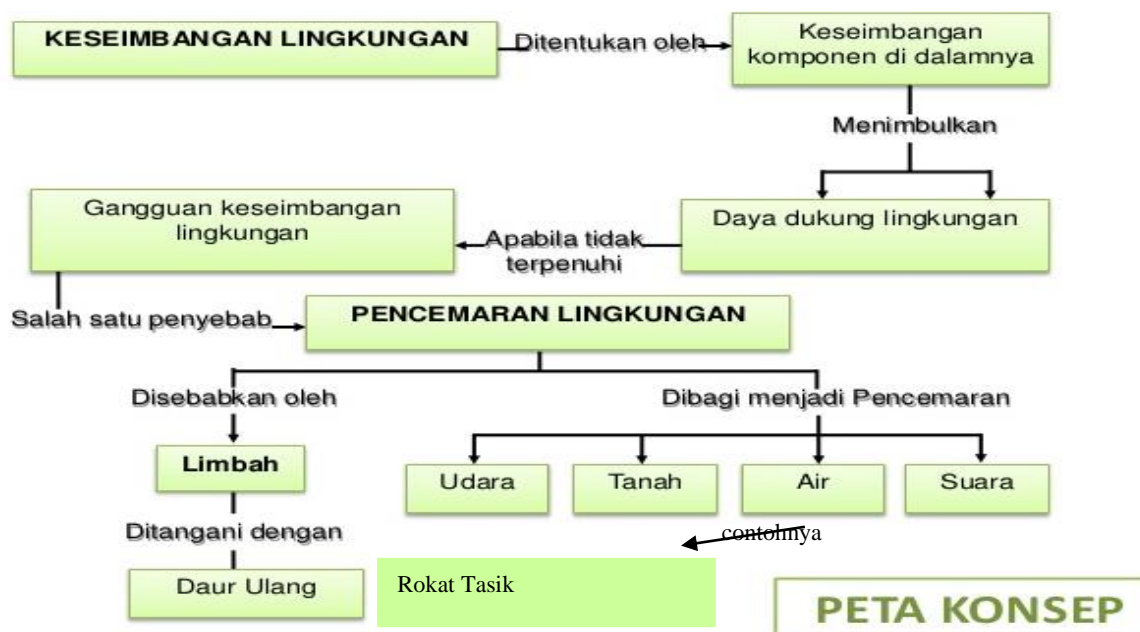 KESEIMBANGAN LINGKUNGAN
Ditentukan oleh
Keseimbangan
komponen di dalamnya
Menimbulkan
Daya dukung lingkungan
Apabila tidak
terpenuhi
Gangguan keseimbangan
lingkungan
Salah satu penyebab
PENCEMARAN LINGKUNGAN
Disebabkan oleh
Limbah
Ditangani dengan
Daur Ulang
Dibagi menjadi Pencemaran
Udara
Tanah
Air
Suara
contohnya
Rokat Tasik
PETA KONSEP